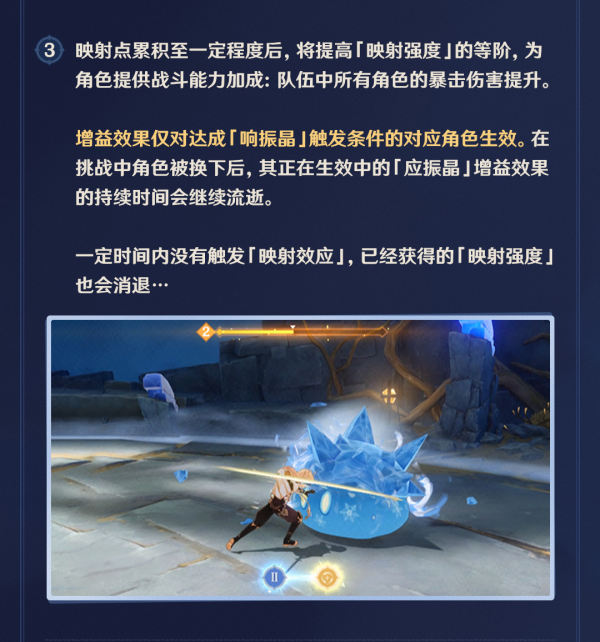 3
映射点累积至一定程度后，将提高「映射强度」的等阶，为
角色提供战斗能力加成：队伍中所有角色的暴击伤害提升。
增益效果仅对达成「响振晶」触发条件的对应角色生效。在
挑战中角色被换下后，其正在生效中的「应振晶」增益效果
的持续时间会继续流逝。
一定时间内没有触发「映射效应」，已经获得的「映射强度」
也会消退…
2
II